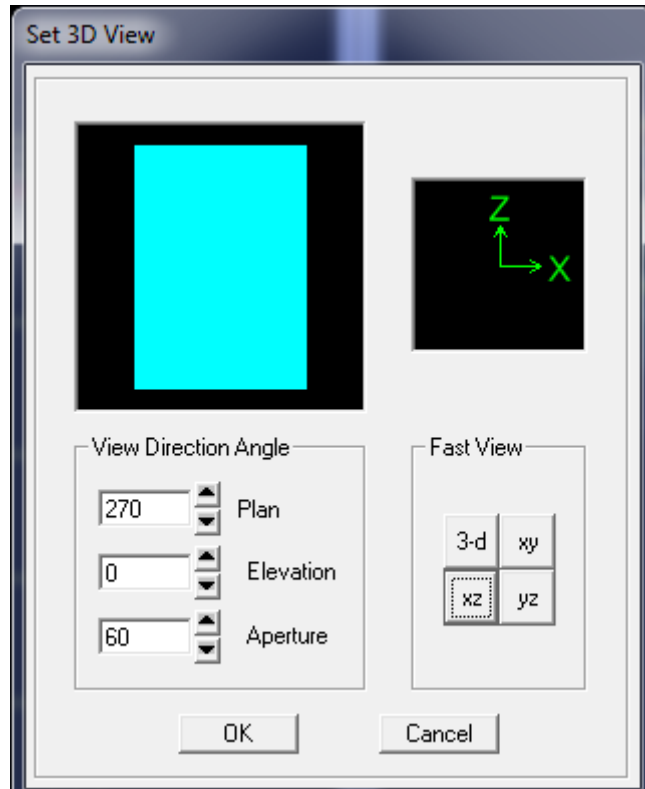 Set 3D View
Z
X
View Direction Angle
270 Plan
0 Elevation
60 Aperture
Fast View
3-d xy
xz yz
OK Cancel